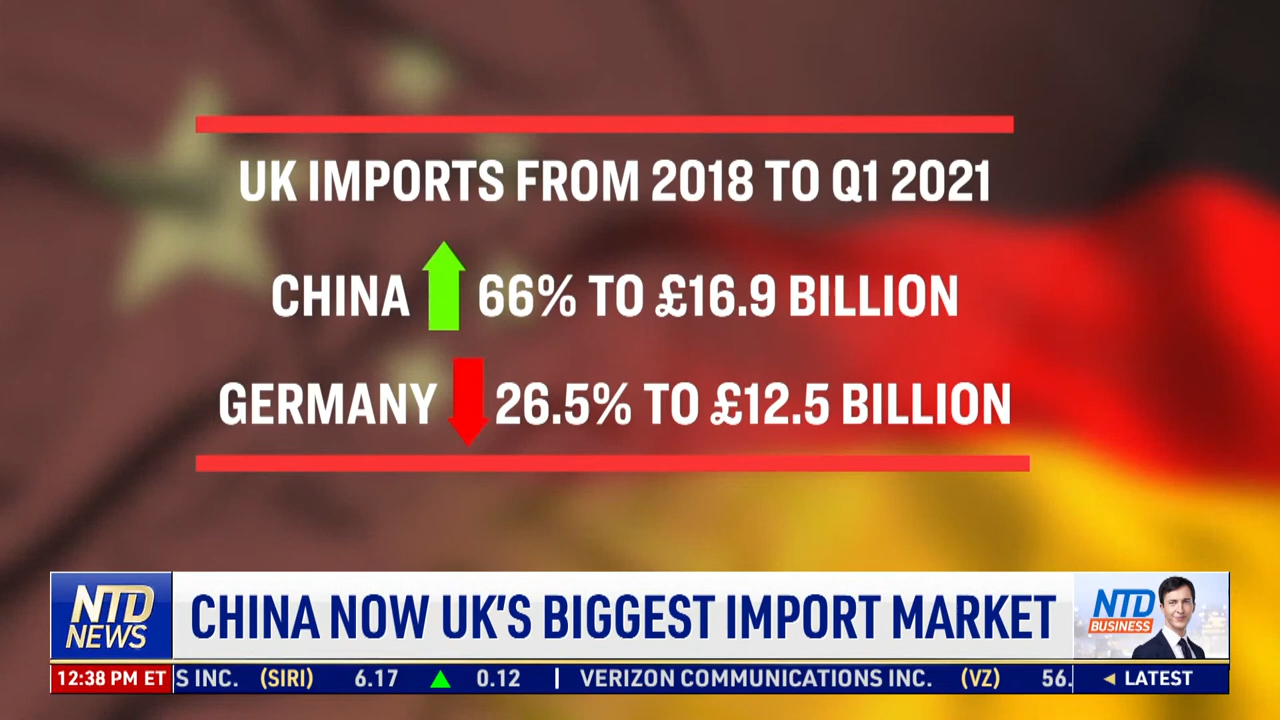 UK IMPORTS FROM 2018 TO Q1 2021
CHINA 66% TO £16.9 BILLION
GERMANY 26.5% TO £12.5 BILLION
NTD
NEWS
CHINA NOW UK'S BIGGEST IMPORT MARKET
NTD
BUSINESS
12:38 PM ET S INC. (SIRI) 6.17 ▲ 0.12 | VERIZON COMMUNICATIONS INC. (VZ) 56. ◄ LATEST